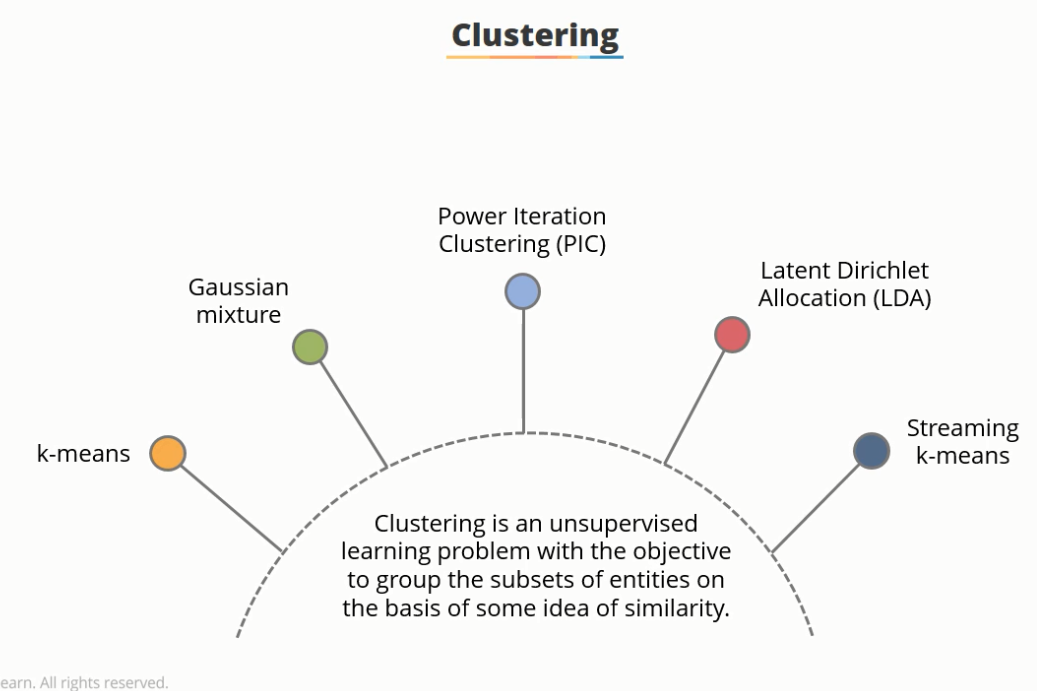 Clustering
Power Iteration
Clustering (PIC)
Latent Dirichlet
Allocation (LDA)
Gaussian
mixture
k-means
Streaming
k-means
Clustering is an unsupervised
learning problem with the objective
to group the subsets of entities on
the basis of some idea of similarity.
earn. All rights reserved.